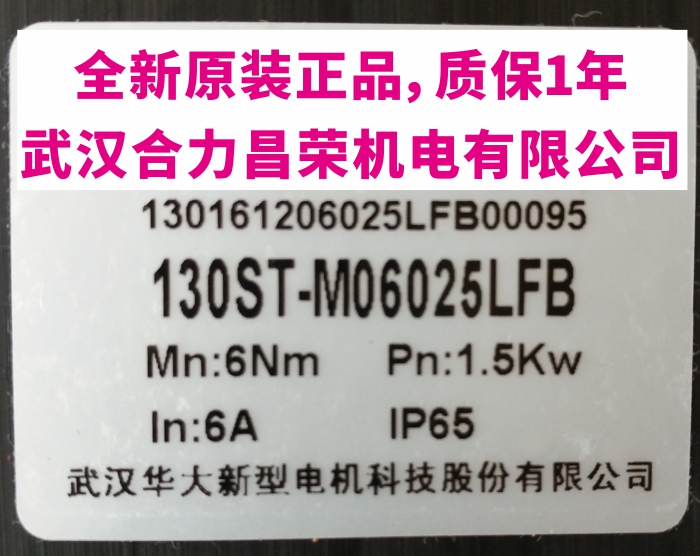 全新原装正品，质保1年
武汉合力昌荣机电有限公司
130161206025LFB00095
130ST-M06025LFB
Mn:6Nm Pn:1.5Kw
In:6A IP65
武汉华大新型电机科技股份有限公司